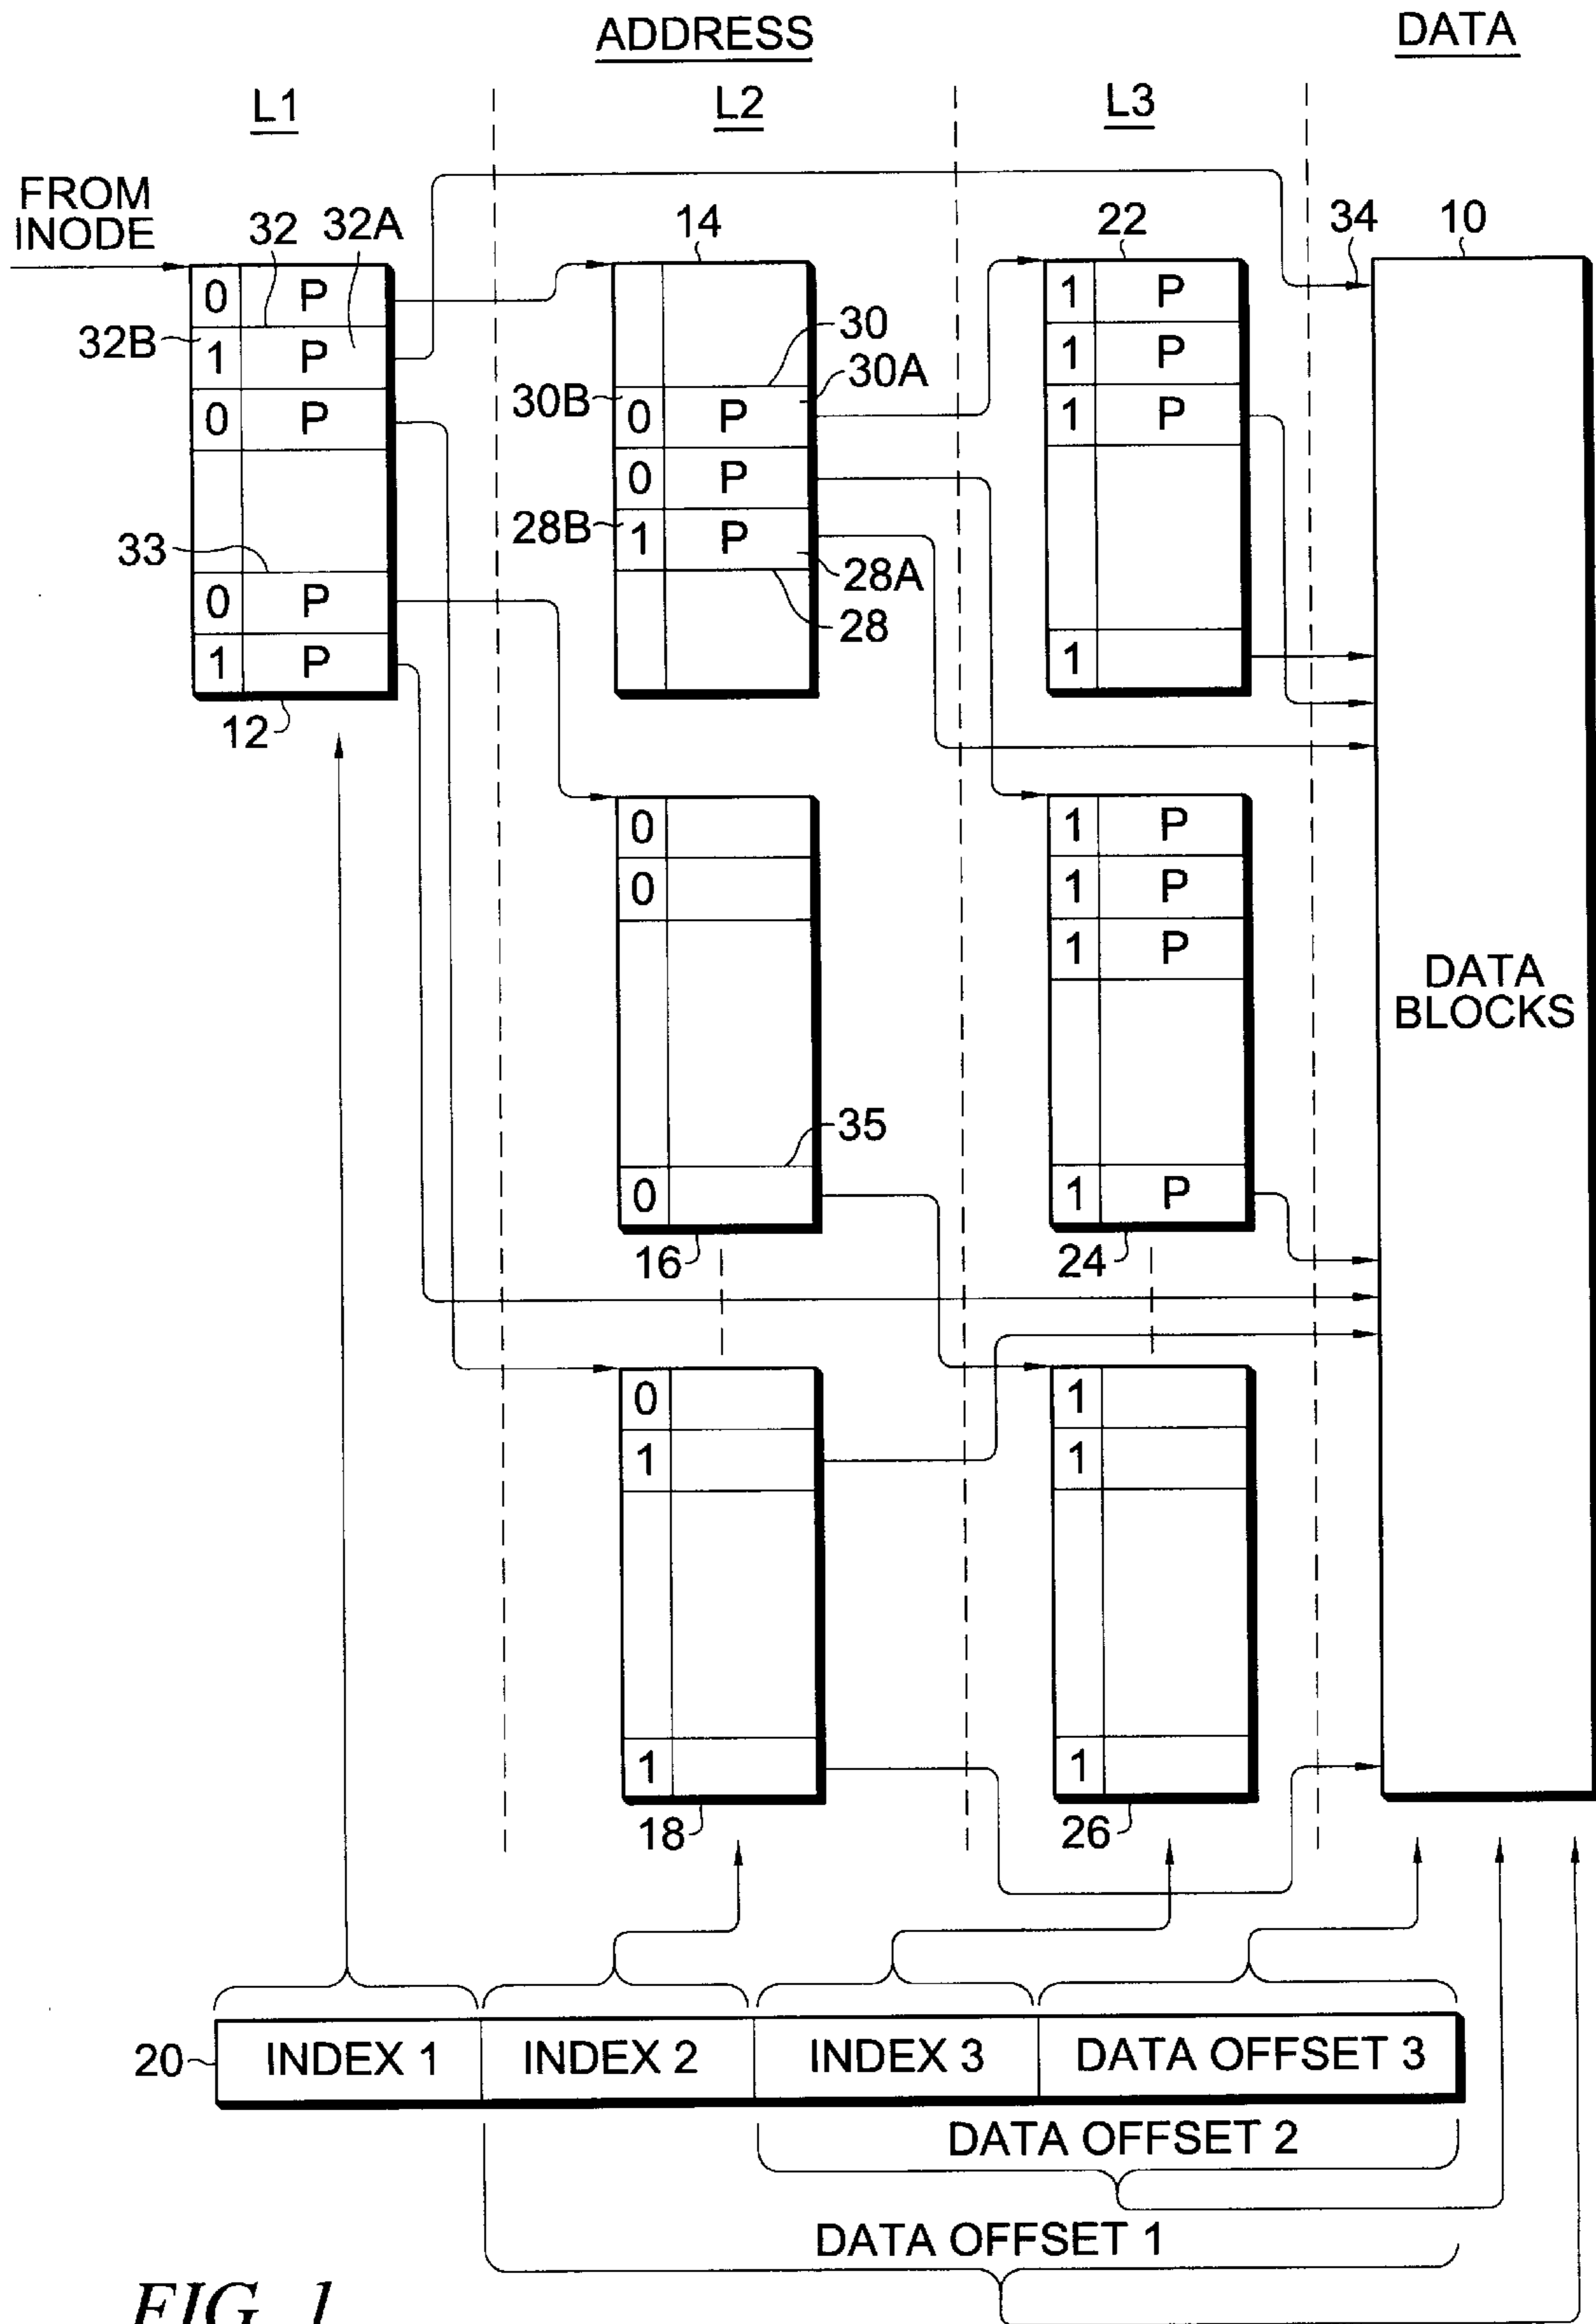 ADDRESS
DATA
L1
L2
L3
FROM
INODE
32
32A
14
22
34
10
0 P
32B
1 P
0 P
33
0 P
1 P
12
30
30A
30B
0 P
0 P
28B
1 P
28A
28
1 P
1 P
1 P
1
0
0
35
0
16
1 P
1 P
1 P
1 P
24
DATA
BLOCKS
0
1
1
18
1
1
1
26
20
INDEX 1
INDEX 2
INDEX 3
DATA OFFSET 3
DATA OFFSET 2
DATA OFFSET 1
FIG. 1